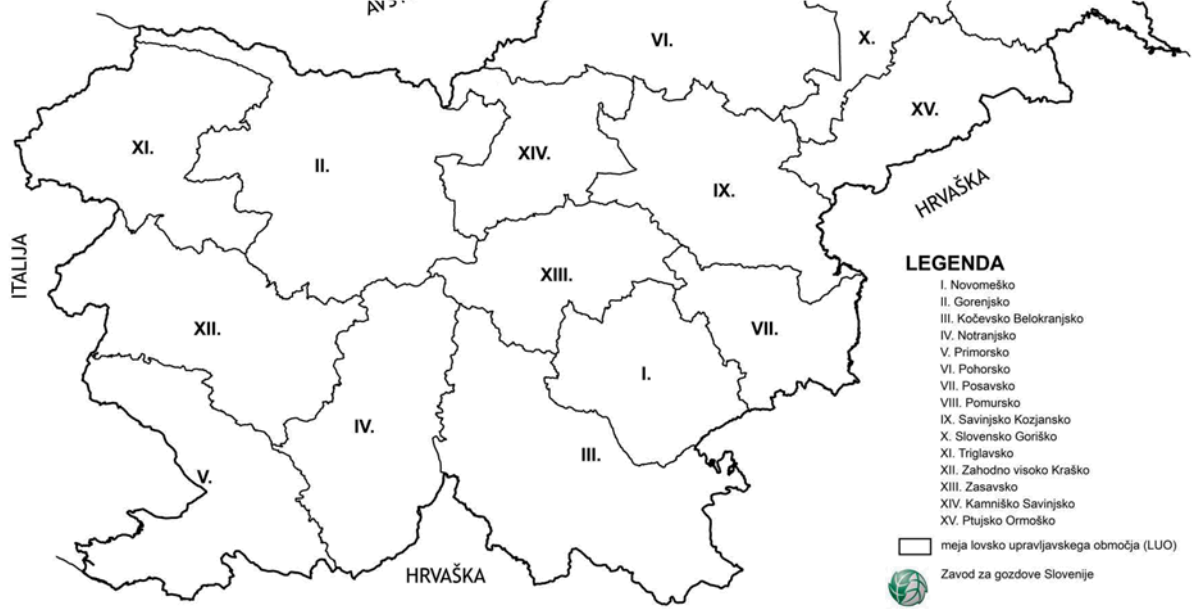 VI.
X.
XV.
XI.
XIV.
II.
IX.
HRVAŠKA
ITALIJA
XIII.
XII.
VII.
I.
IV.
III.
V.
HRVAŠKA
LEGENDA
I. Novomeško
II. Gorenjsko
III. Kočevsko Belokranjsko
IV. Notranjsko
V. Primorsko
VI. Pohorsko
VII. Posavsko
VIII. Pomursko
IX. Savinjsko Kozjansko
X. Slovensko Goriško
XI. Triglavsko
XII. Zahodno visoko Kraško
XIII. Zasavsko
XIV. Kamniško Savinjsko
XV. Ptujsko Ormoško
meja lovsko upravljavskega območja (LUO)
Zavod za gozdove Slovenije